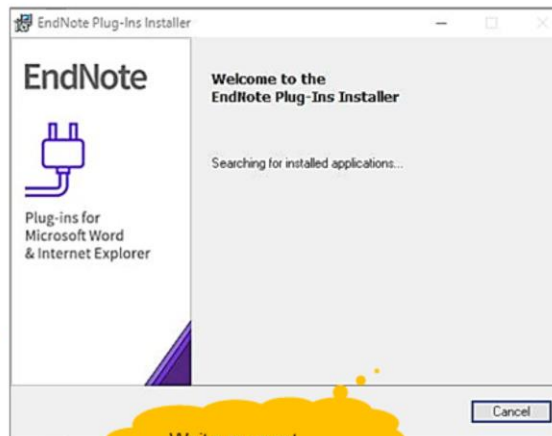 EndNote Plug-Ins Installer
EndNote
Plug-ins for
Microsoft Word
& Internet Explorer
Welcome to the
EndNote Plug-Ins Installer
Searching for installed applications...
Cancel